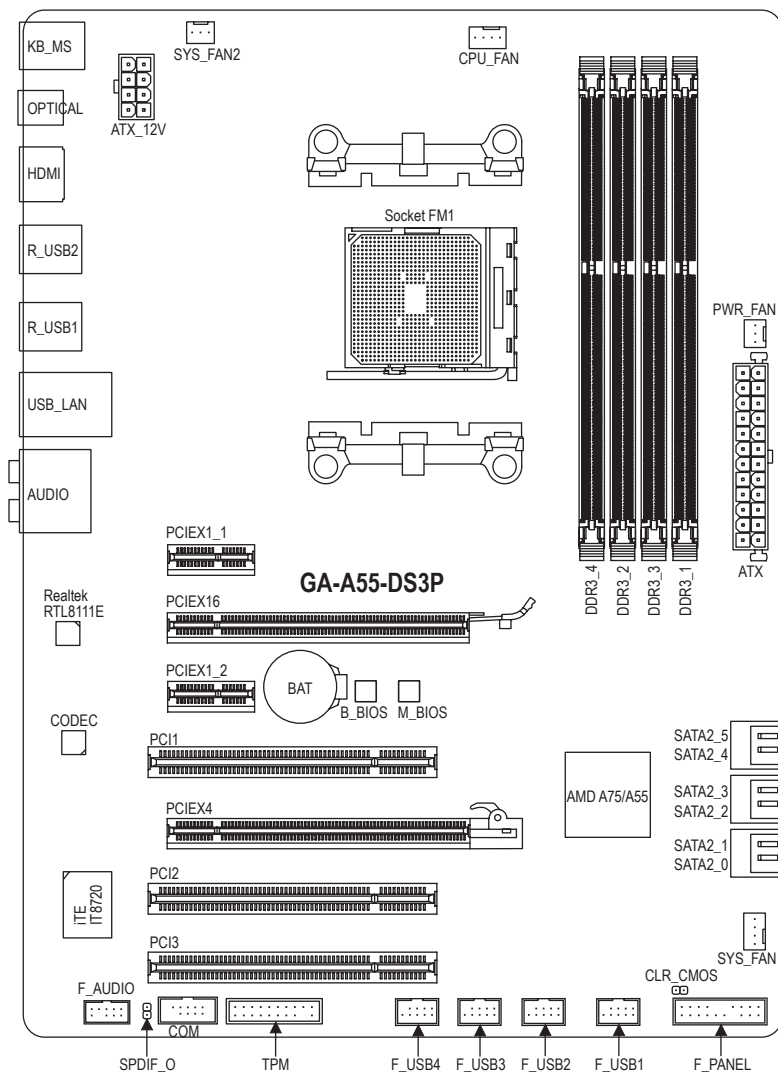 KB_MS
SYS_FAN2
CPU_FAN
OPTICAL
ATX_12V
HDMI
Socket FM1
R_USB2
R_USB1
PWR_FAN
USB_LAN
AUDIO
PCIEX1_1
GA-A55-DS3P
DDR3_4
DDR3_2
DDR3_3
DDR3_1
ATX
Realtek
RTL8111E
PCIEX16
PCIEX1_2
BAT
B_BIOS
M_BIOS
CODEC
PCI1
AMD A75/A55
SATA2_5
SATA2_4
SATA2_3
SATA2_2
SATA2_1
SATA2_0
PCIEX4
iTE
IT8720
PCI2
PCI3
SYS_FAN
CLR_CMOS
F_AUDIO
COM
SPDIF_O
TPM
F_USB4
F_USB3
F_USB2
F_USB1
F_PANEL